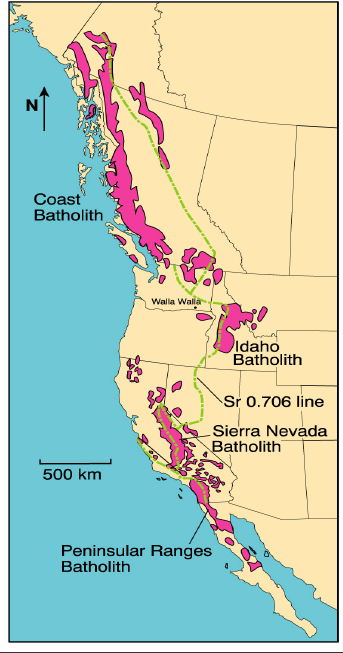 N
Coast
Batholith
Walla Walla
Idaho
Batholith
Sr 0.706 line
Sierra Nevada
Batholith
500 km
Peninsular Ranges
Batholith